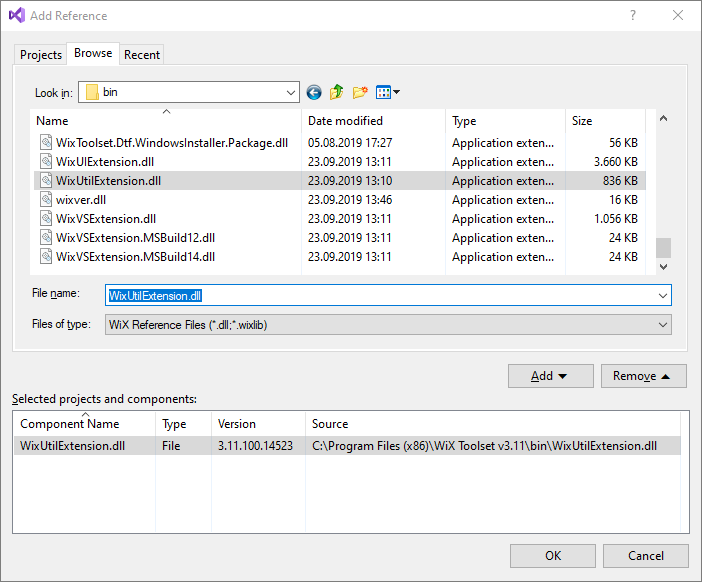 Add Reference
Projects Browse Recent
Look in: bin
Name Date modified Type Size
WixToolset.Dtf.WindowsInstaller.Package.dll 05.08.2019 17:27 Application exten... 56 KB
WixUIExtension.dll 23.09.2019 13:11 Application exten... 3.660 KB
WixUtilExtension.dll 23.09.2019 13:10 Application exten... 836 KB
wixver.dll 23.09.2019 13:46 Application exten... 16 KB
WixVSExtension.dll 23.09.2019 13:11 Application exten... 1.056 KB
WixVSExtension.MSBuild12.dll 23.09.2019 13:11 Application exten... 24 KB
WixVSExtension.MSBuild14.dll 23.09.2019 13:11 Application exten... 24 KB
File name: WixUtilExtension.dll
Files of type: WiX Reference Files (*.dll;*.wixlib)
Add Remove
Selected projects and components:
Component Name Type Version Source
WixUtilExtension.dll File 3.11.100.14523 C:\Program Files (x86)\WiX Toolset v3.11\bin\WixUtilExtension.dll
OK Cancel